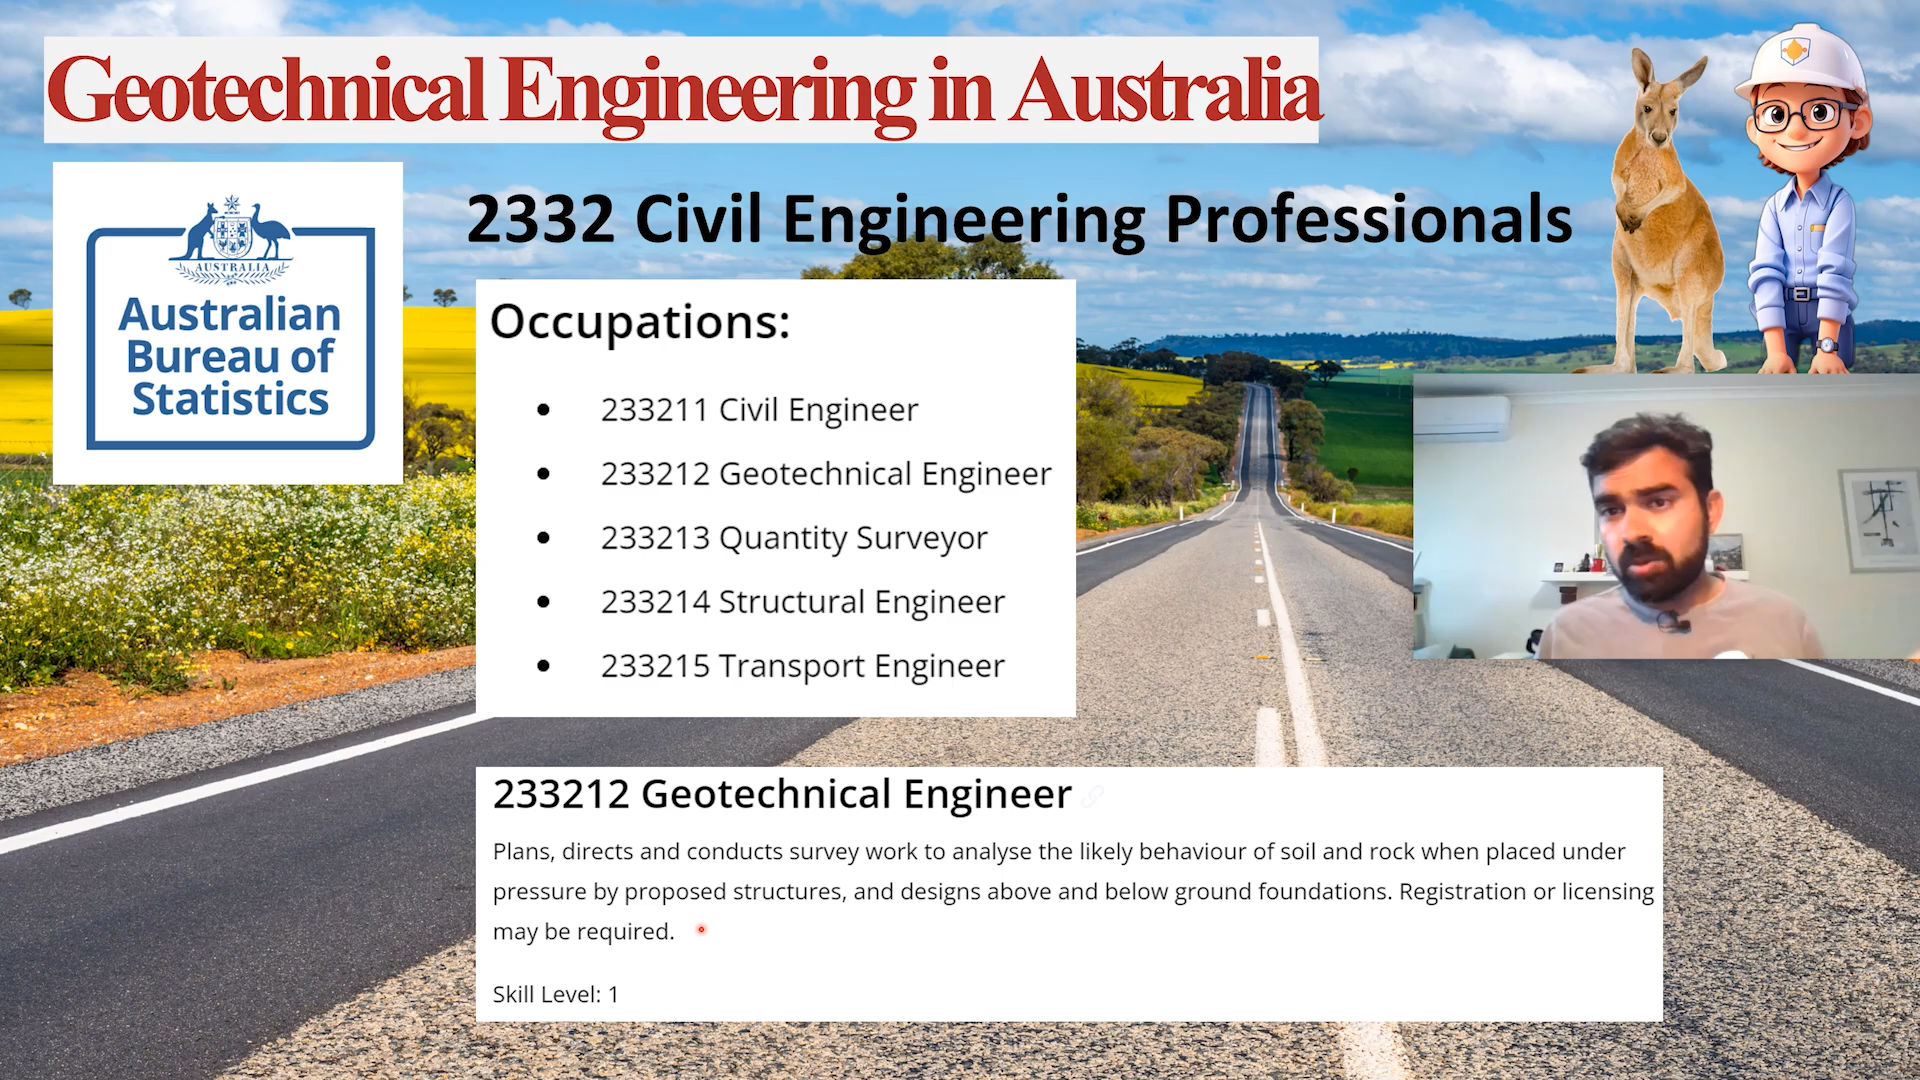 Geotechnical Engineering in Australia
AUSTRALIA
Australian
Bureau of
Statistics
2332 Civil Engineering Professionals
Occupations:
• 233211 Civil Engineer
• 233212 Geotechnical Engineer
• 233213 Quantity Surveyor
• 233214 Structural Engineer
• 233215 Transport Engineer
233212 Geotechnical Engineer
Plans, directs and conducts survey work to analyse the likely behaviour of soil and rock when placed under
pressure by proposed structures, and designs above and below ground foundations. Registration or licensing
may be required.
Skill Level: 1